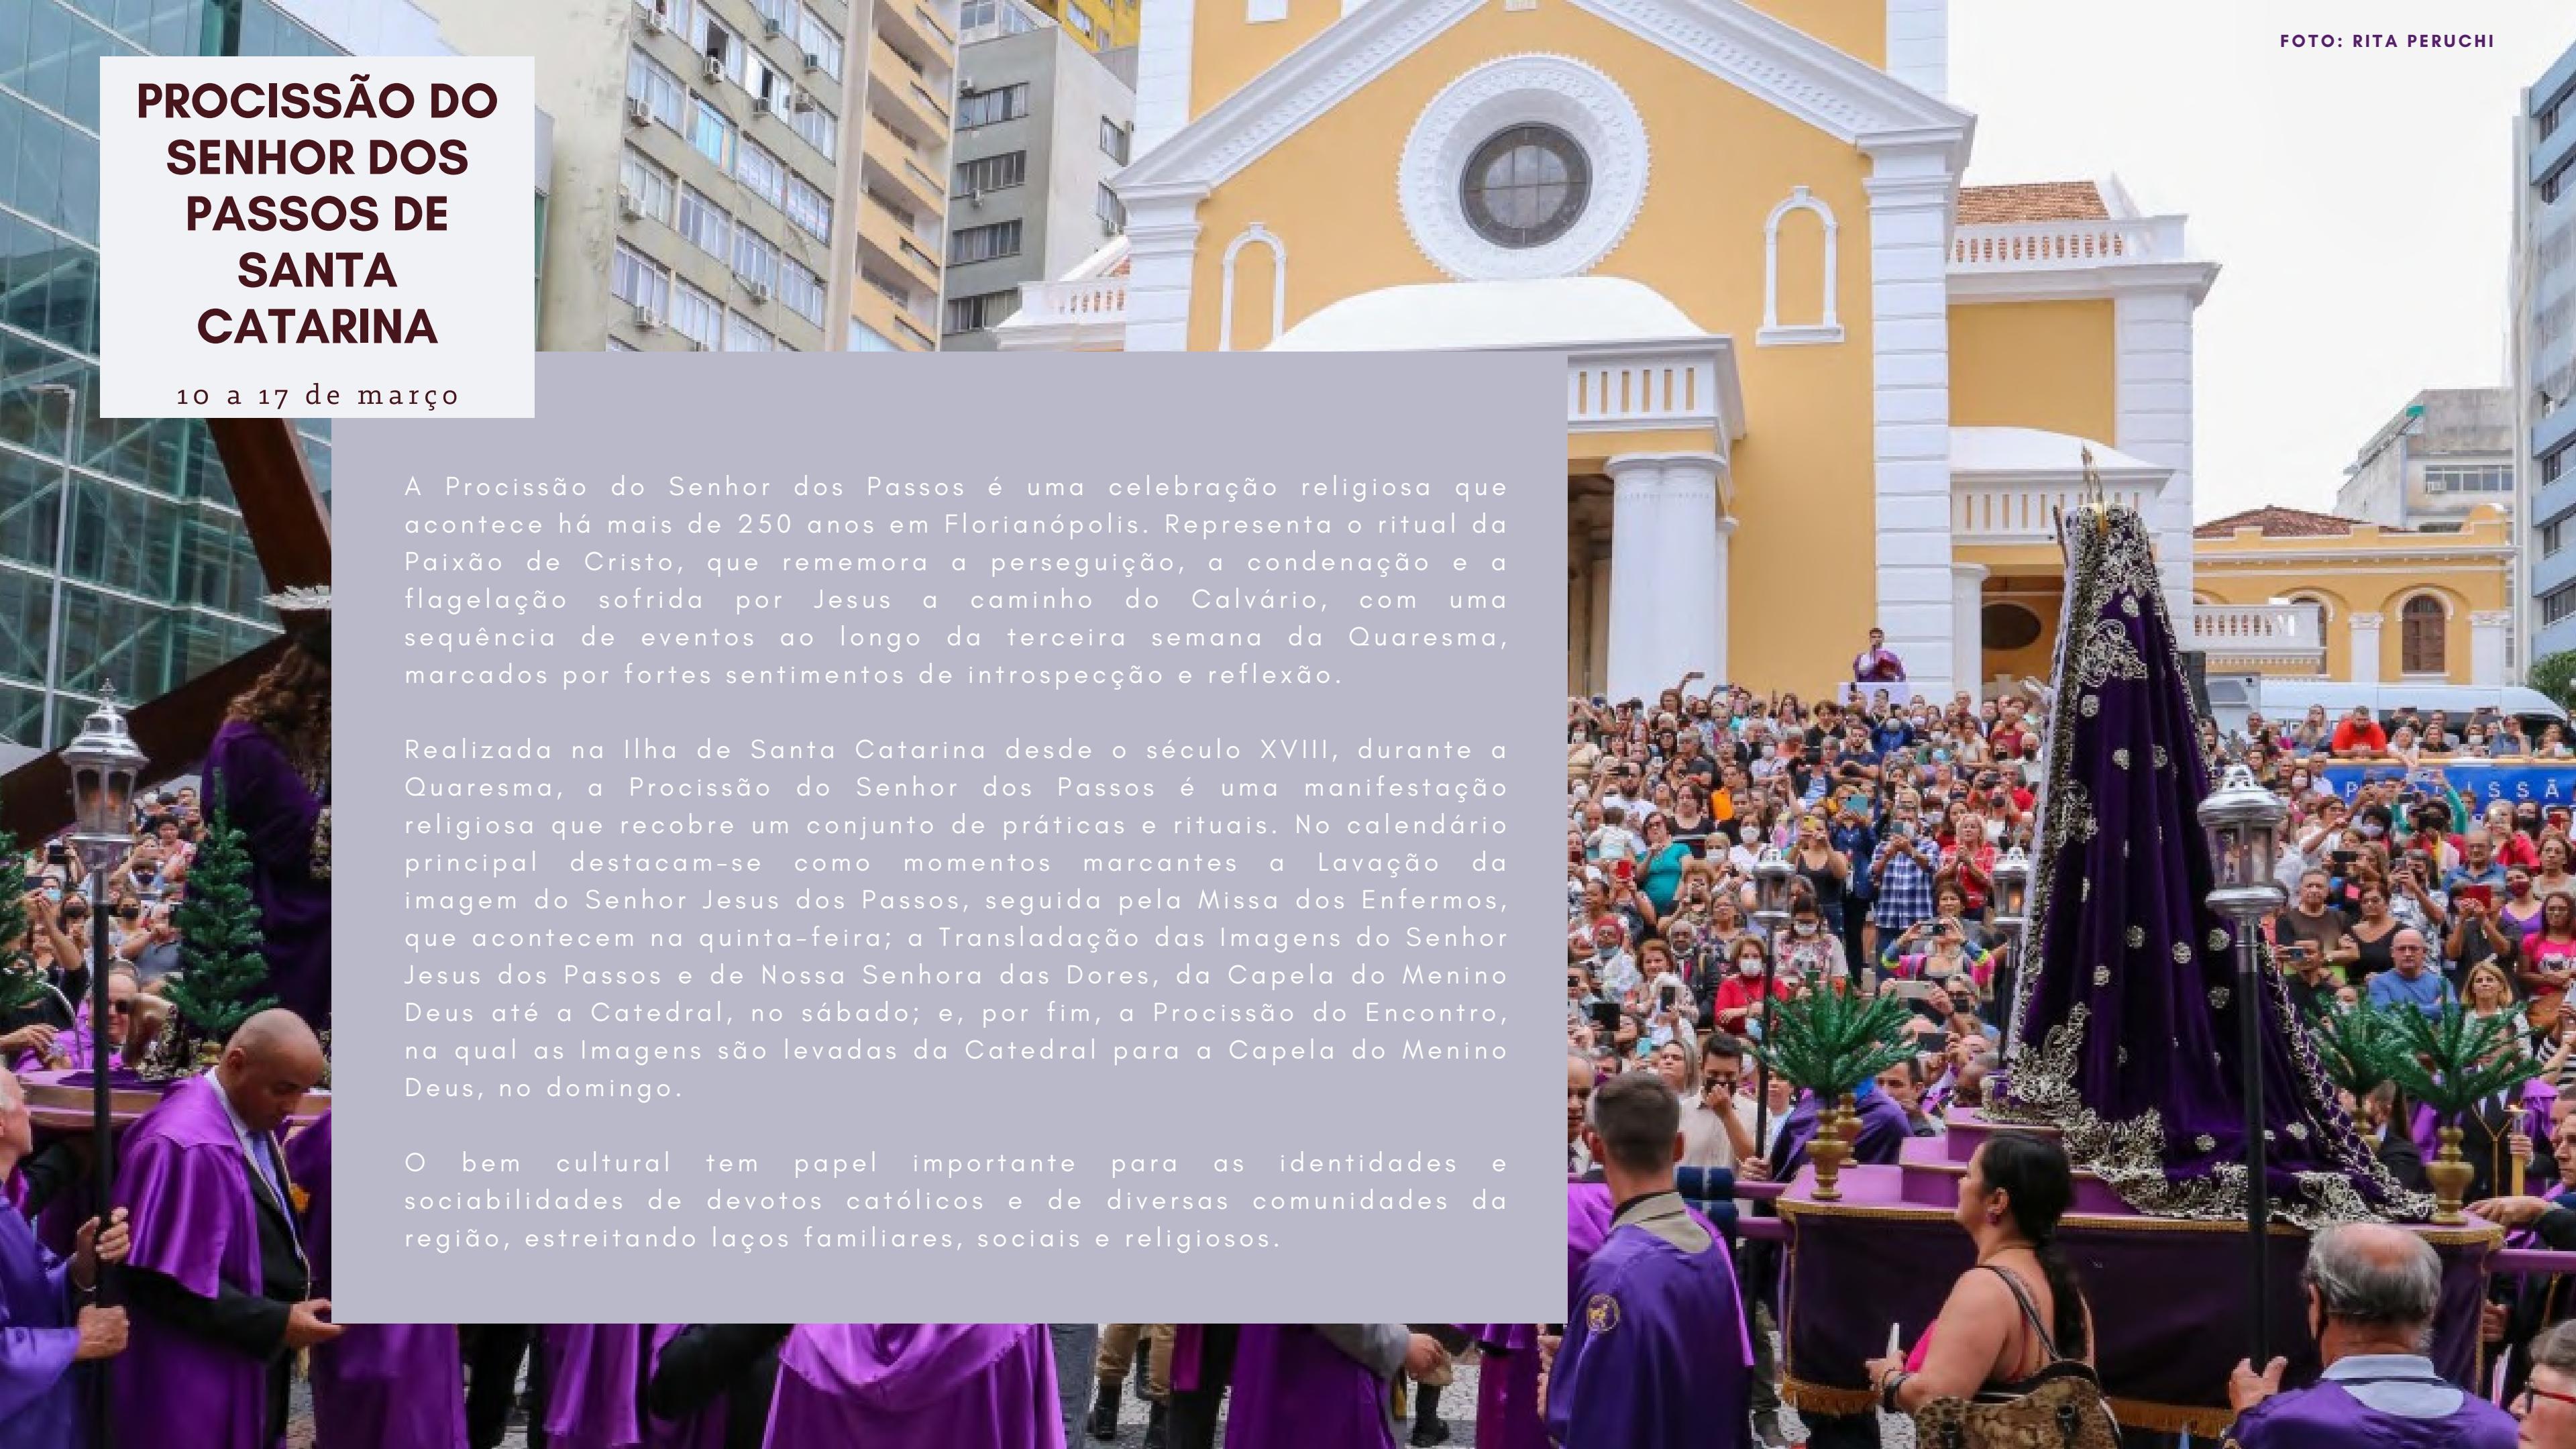 FOTO: RITA PERUCHI
PROCISSÃO DO
SENHOR DOS
PASSOS DE
SANTA
CATARINA
10 a 17 de março
A Procissão do Senhor dos Passos é uma celebração religiosa que
acontece há mais de 250 anos em Florianópolis. Representa o ritual da
Paixão de Cristo, que rememora a perseguição, a condenação e a
flagelação sofrida por Jesus a caminho do Calvário, com uma
sequência de eventos ao longo da terceira semana da Quaresma,
marcados por fortes sentimentos de introspecção e reflexão.
Realizada na Ilha de Santa Catarina desde o século XVIII, durante a
Quaresma, a Procissão do Senhor dos Passos é uma manifestação
religiosa que recobre um conjunto de práticas e rituais. No calendário
principal destacam-se como momentos marcantes a Lavação da
imagem do Senhor Jesus dos Passos, seguida pela Missa dos Enfermos,
que acontecem na quinta-feira; a Transladação das Imagens do Senhor
Jesus dos Passos e de Nossa Senhora das Dores, da Capela do Menino
Deus até a Catedral, no sábado; e, por fim, a Procissão do Encontro,
na qual as Imagens são levadas da Catedral para a Capela do Menino
Deus, no domingo.
O bem cultural tem papel importante para as identidades e
sociabilidades de devotos católicos e de diversas comunidades da
região, estreitando laços familiares, sociais e religiosos.